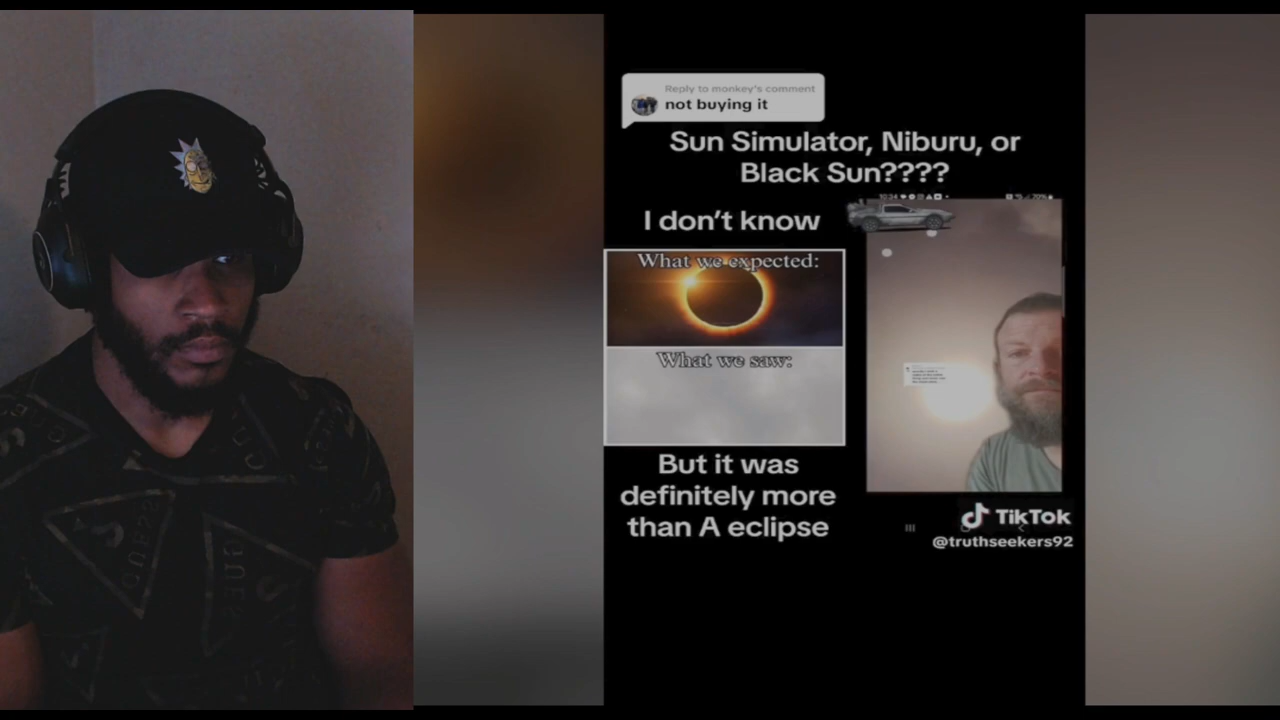 Reply to monkey's comment
not buying it
Sun Simulator, Niburu, or
Black Sun????
I don't know
What we expected:
What we saw:
But it was
definitely more
than A eclipse
TikTok
@truthseekers92